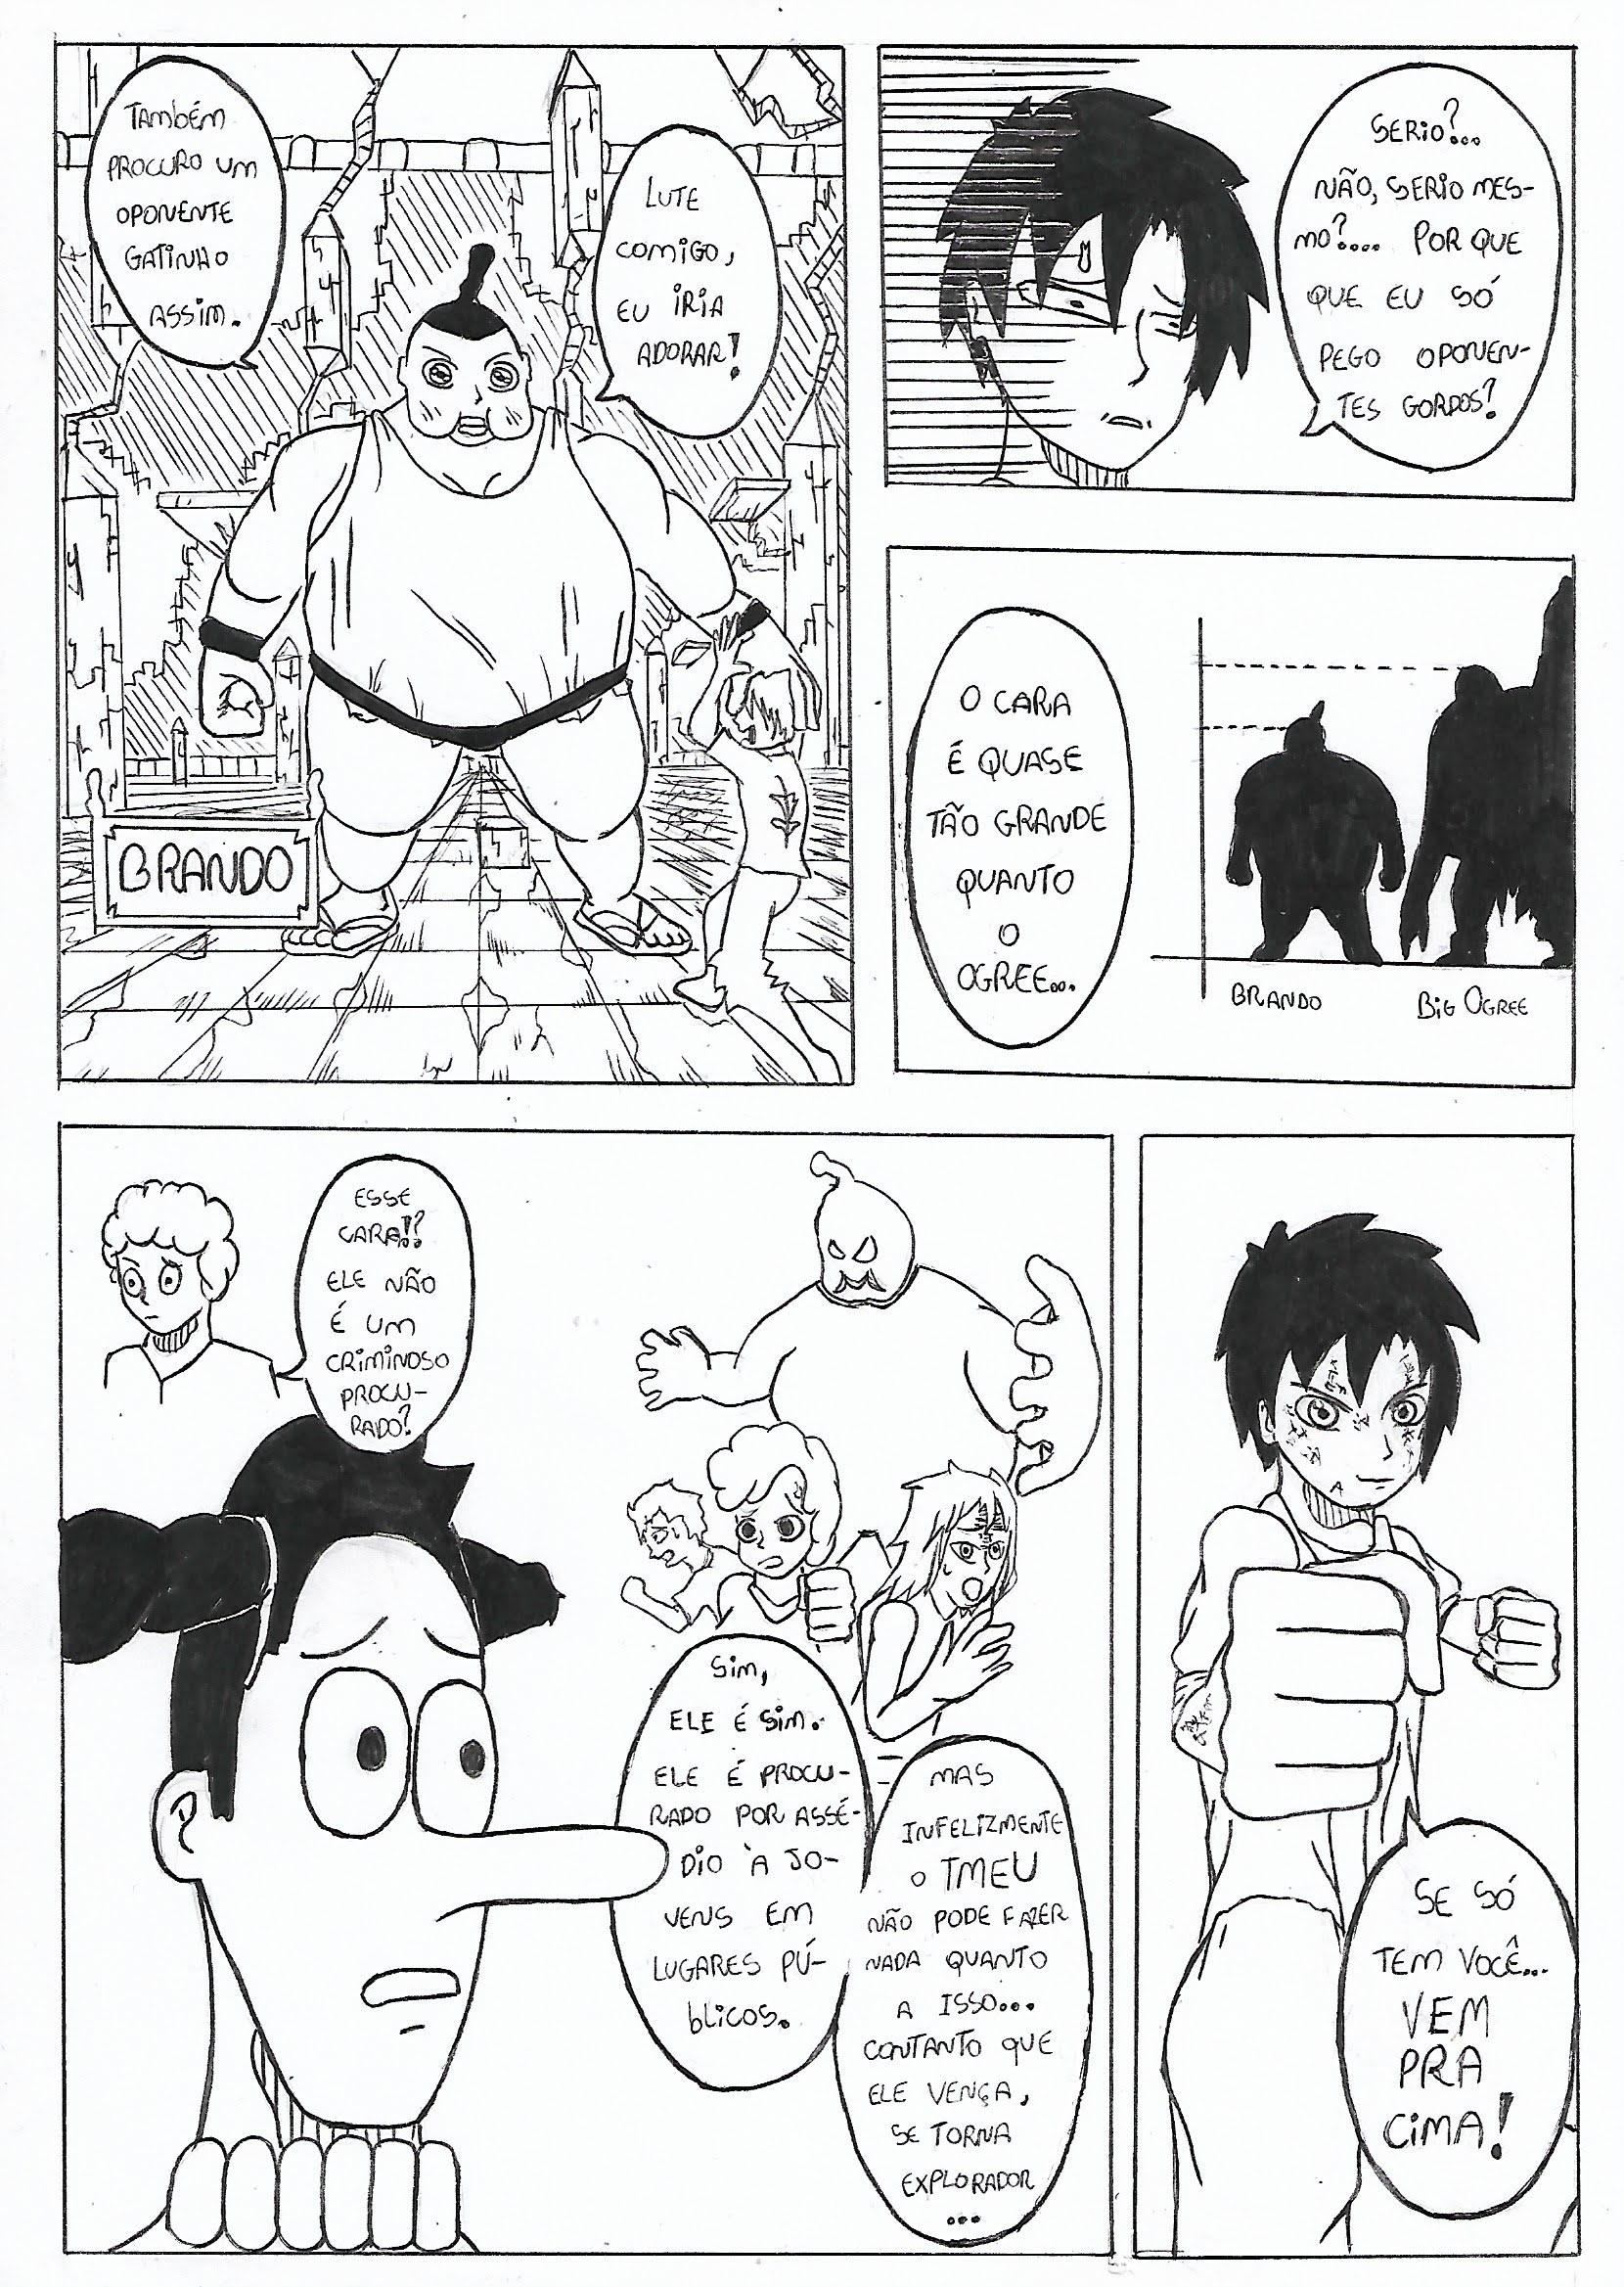 TAMBÉM
PROCURO UM
OPONENTE
GATINHO
ASSIM.
LUTE
COMIGO,
EU IRIA
ADORAR!
BRANDO
SERIO?...
NÃO, SERIO MES-
MO?.... POR QUE
QUE EU SÓ
PEGO OPONEN-
TES GORDOS?
O CARA
É QUASE
TÃO GRANDE
QUANTO
O
OGREE...
BRANDO
BIG OGREE
ESSE
CARA!!?
ELE NÃO
É UM
CRIMINOSO
PROCU-
RADO?
SIM,
ELE É SIM.
ELE É PROCU-
RADO POR ASSÉ-
DIO À JO-
VENS EM
LUGARES PÚ-
BLICOS.
MAS
INFELIZMENTE
O TMEU
NÃO PODE FAZER
NADA QUANTO
A ISSO...
CONTANTO QUE
ELE VENÇA,
SE TORNA
EXPLORADOR
...
SE SÓ
TEM VOCÊ...
VEM
PRA
CIMA!